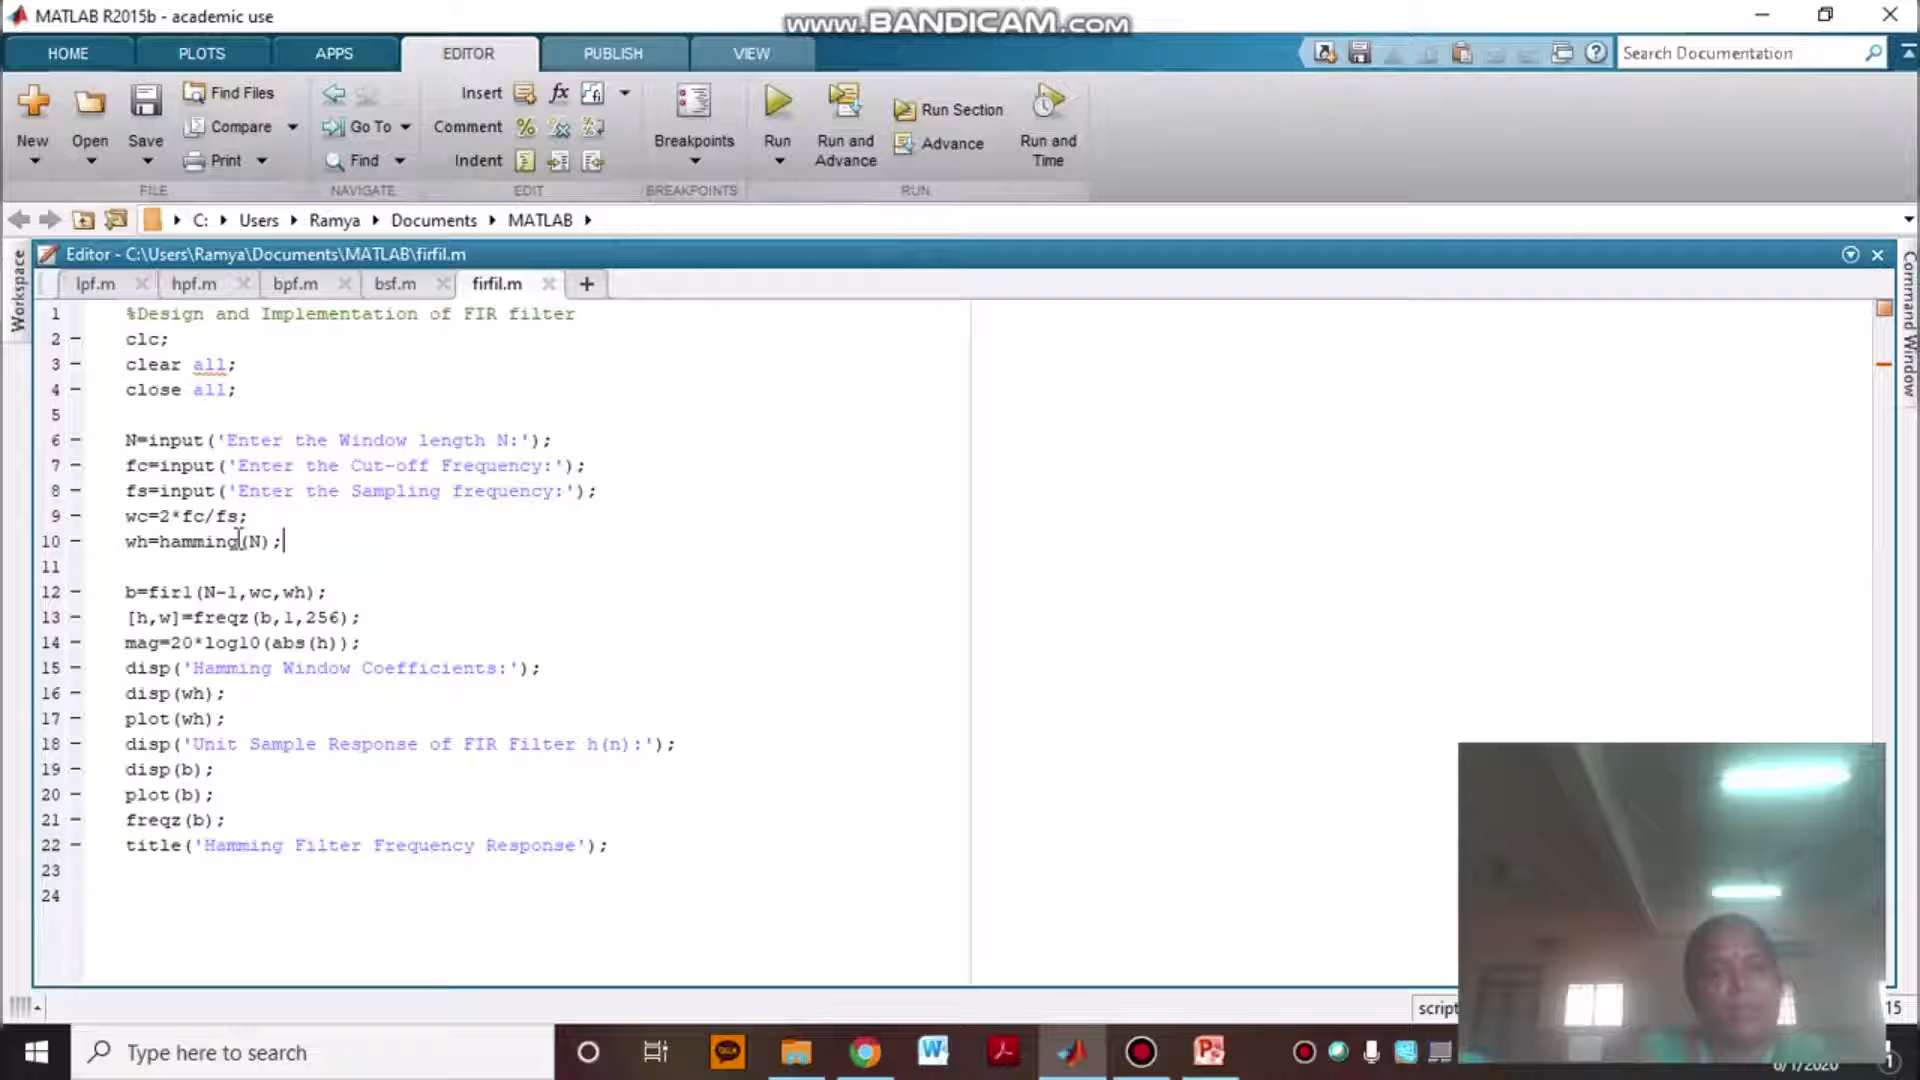 MATLAB R2015b - academic use
www.BANDICAM.com
HOME PLOTS APPS EDITOR PUBLISH VIEW
Search Documentation
New Open Save Find Files Compare Print
Go To Find
Insert fx
Comment %
Indent
Breakpoints
Run Run and Advance Run Section Advance Run and Time
FILE NAVIGATE EDIT BREAKPOINTS RUN
C: Users Ramya Documents MATLAB
Workspace
Command Window
Editor - C:\Users\Ramya\Documents\MATLAB\firfil.m
lpf.m hpf.m bpf.m bsf.m firfil.m +
1 %Design and Implementation of FIR filter
2 clc;
3 clear all;
4 close all;
5
6 N=input('Enter the Window length N:');
7 fc=input('Enter the Cut-off Frequency:');
8 fs=input('Enter the Sampling frequency:');
9 wc=2*fc/fs;
10 wh=hamming(N);
11
12 b=fir1(N-1,wc,wh);
13 [h,w]=freqz(b,1,256);
14 mag=20*log10(abs(h));
15 disp('Hamming Window Coefficients:');
16 disp(wh);
17 plot(wh);
18 disp('Unit Sample Response of FIR Filter h(n):');
19 disp(b);
20 plot(b);
21 freqz(b);
22 title('Hamming Filter Frequency Response');
23
24
script
15
Type here to search